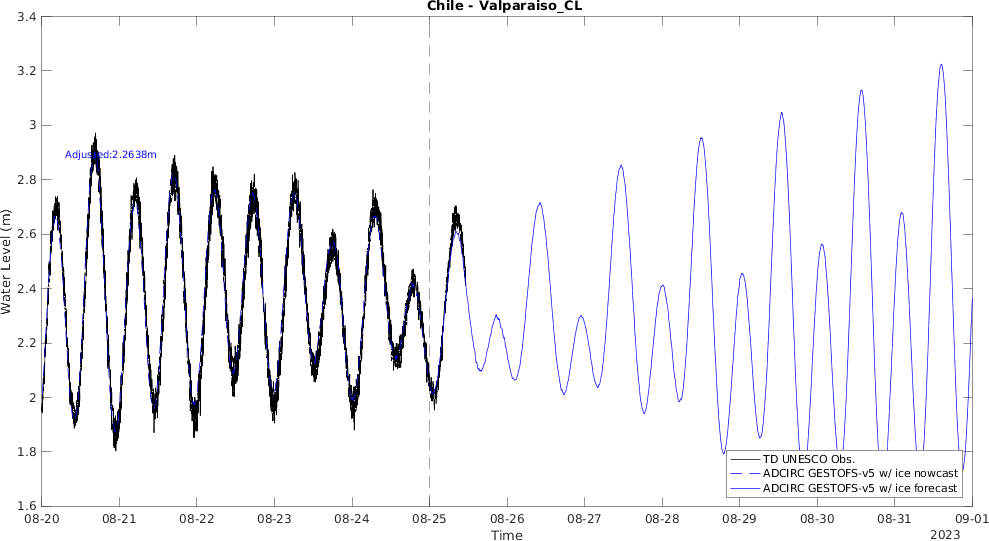 Chile - Valparaiso_CL
3.4
3.2
3
2.8
2.6
2.4
2.2
2
1.8
1.6
Water Level (m)
Adjusted:2.2638m
TD UNESCO Obs.
ADCIRC GESTOFS-v5 w/ ice nowcast
ADCIRC GESTOFS-v5 w/ ice forecast
08-20 08-21 08-22 08-23 08-24 08-25 08-26 08-27 08-28 08-29 08-30 08-31 09-01
Time
2023